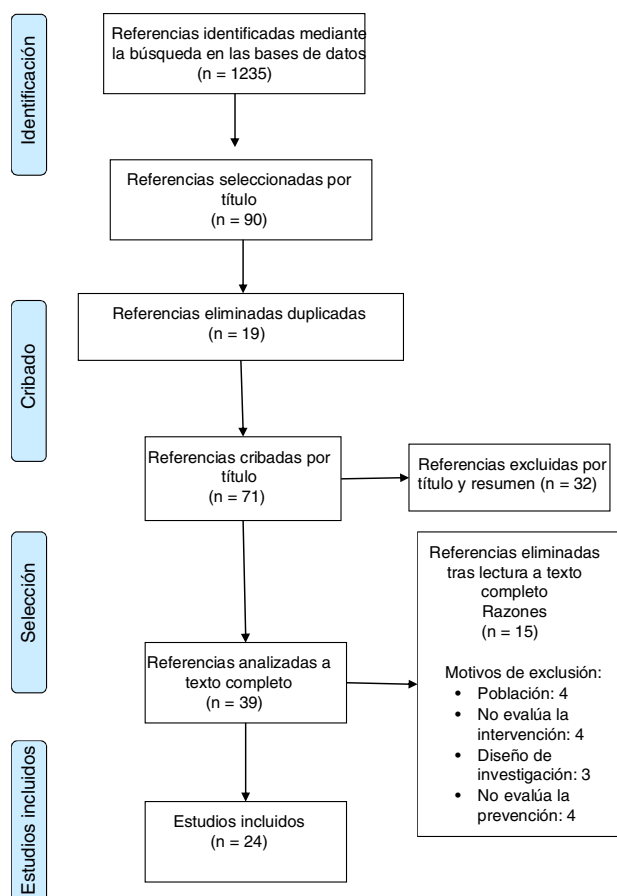 Identificación
Referencias identificadas mediante
la búsqueda en las bases de datos
(n = 1235)
Referencias seleccionadas por
título
(n = 90)
Cribado
Referencias eliminadas duplicadas
(n = 19)
Referencias cribadas por
título
(n = 71)
Referencias excluidas por
título y resumen (n = 32)
Selección
Referencias analizadas a
texto completo
(n = 39)
Referencias eliminadas
tras lectura a texto
completo
Razones
(n = 15)
Motivos de exclusión:
• Población: 4
• No evalúa la
intervención: 4
• Diseño de
investigación: 3
• No evalúa la
prevención: 4
Estudios incluidos
Estudios incluidos
(n = 24)